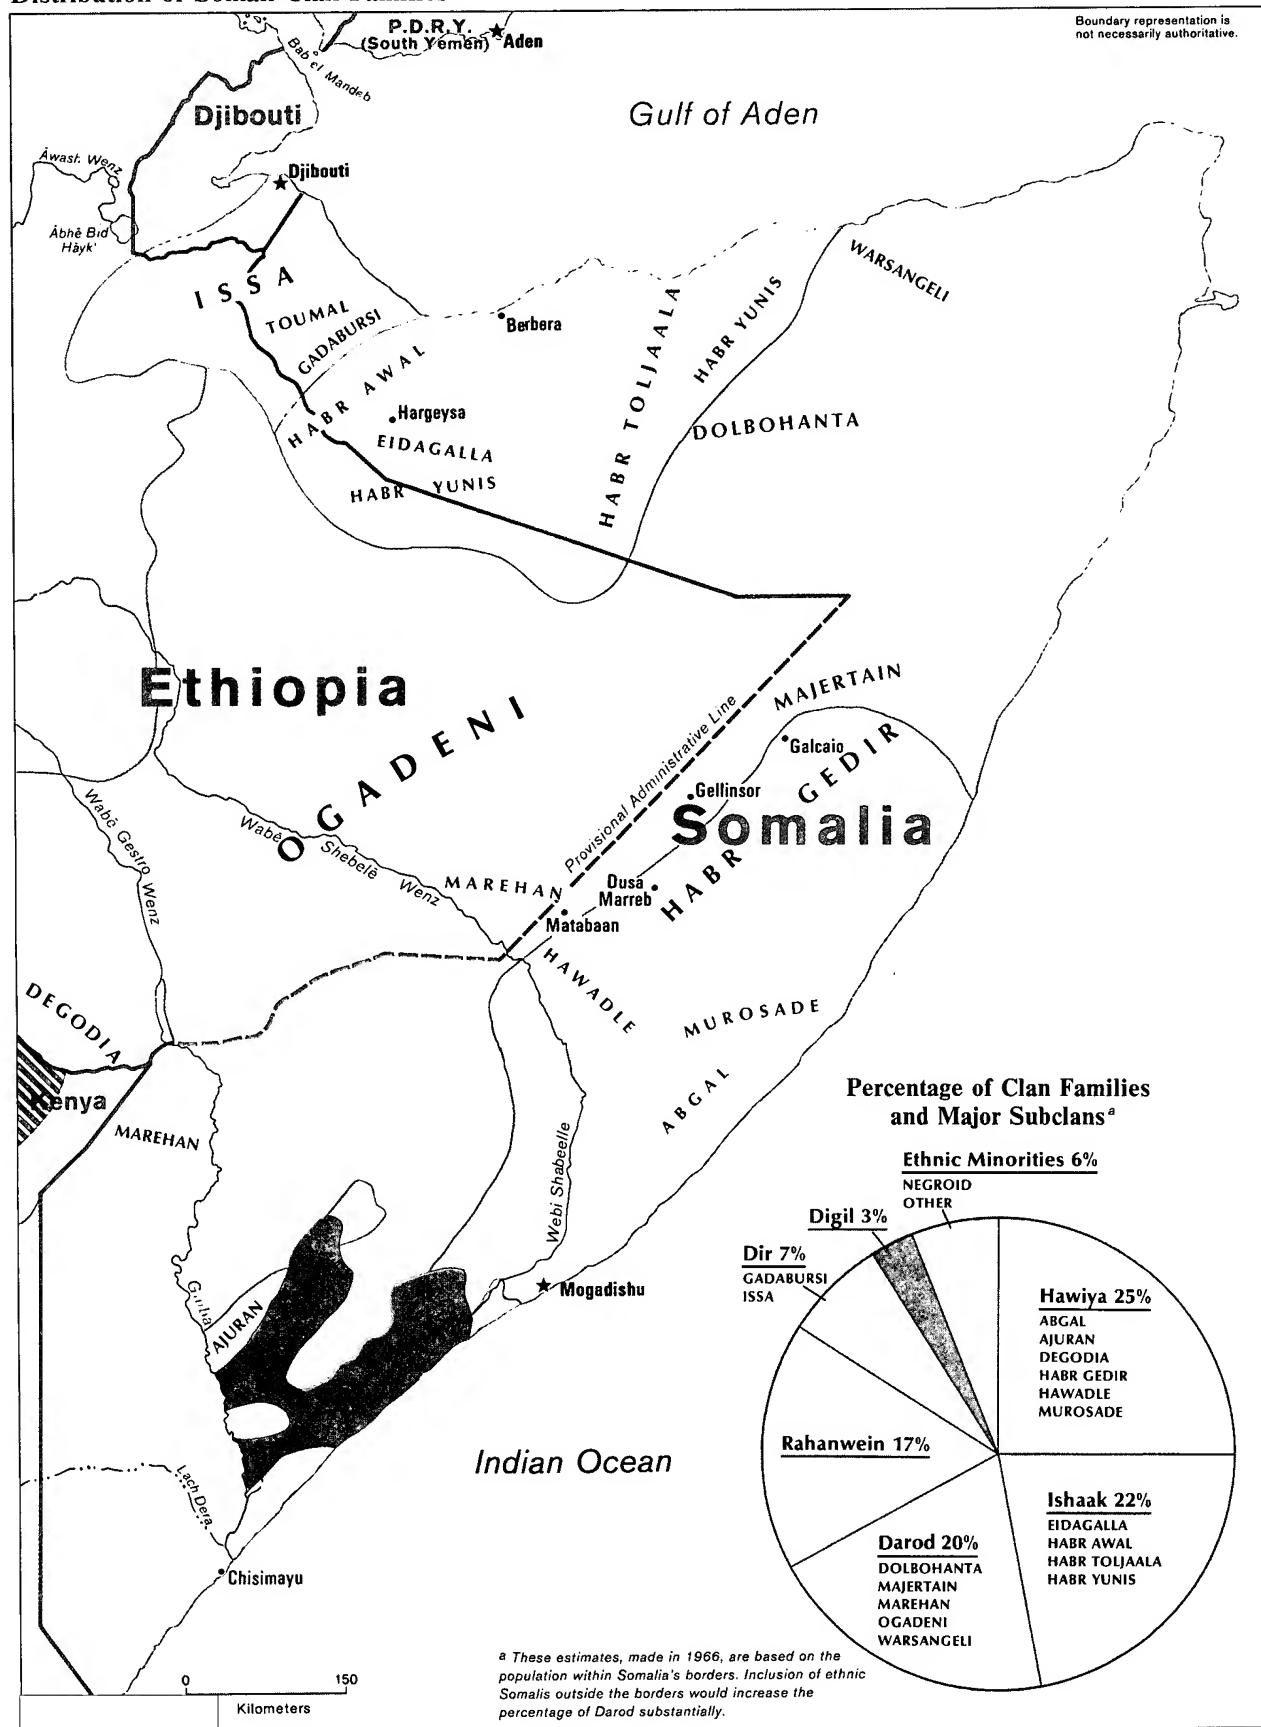 Distribution of Somali Clan Families
Boundary representation is
not necessarily authoritative.
P.D.R.Y.
(South Yemen)
Aden
Bab el Mandeb
Djibouti
Gulf of Aden
Āwash Wenz
Djibouti
Ābhē Bid
Hāyk'
ISSA
TOUMAL
GADABURSI
Berbera
HABR AWAL
Hargeysa
EIDAGALLA
HABR YUNIS
HABR TOLJAALA
HABR YUNIS
WARSANGELI
DOLBOHANTA
Ethiopia
OGADENI
Provisional Administrative Line
MAJERTAIN
Galcaio
HABR GEDIR
Gellinsor
Somalia
Wabē Gestro Wenz
Wabē Shebelē Wenz
MAREHAN
Dusa
Marreb
Matabaan
HAWADLE
MUROSADE
ABGAL
DEGODIA
Kenya
MAREHAN
Webi Shabeelle
AJURAN
Mogadishu
Indian Ocean
Lach Dera
Chisimayu
0 150
Kilometers
Percentage of Clan Families
and Major Subclans a
Ethnic Minorities 6%
NEGROID
OTHER
Digil 3%
Dir 7%
GADABURSI
ISSA
Hawiya 25%
ABGAL
AJURAN
DEGODIA
HABR GEDIR
HAWADLE
MUROSADE
Rahanwein 17%
Ishaak 22%
EIDAGALLA
HABR AWAL
HABR TOLJAALA
HABR YUNIS
Darod 20%
DOLBOHANTA
MAJERTAIN
MAREHAN
OGADENI
WARSANGELI
a These estimates, made in 1966, are based on the
population within Somalia's borders. Inclusion of ethnic
Somalis outside the borders would increase the
percentage of Darod substantially.